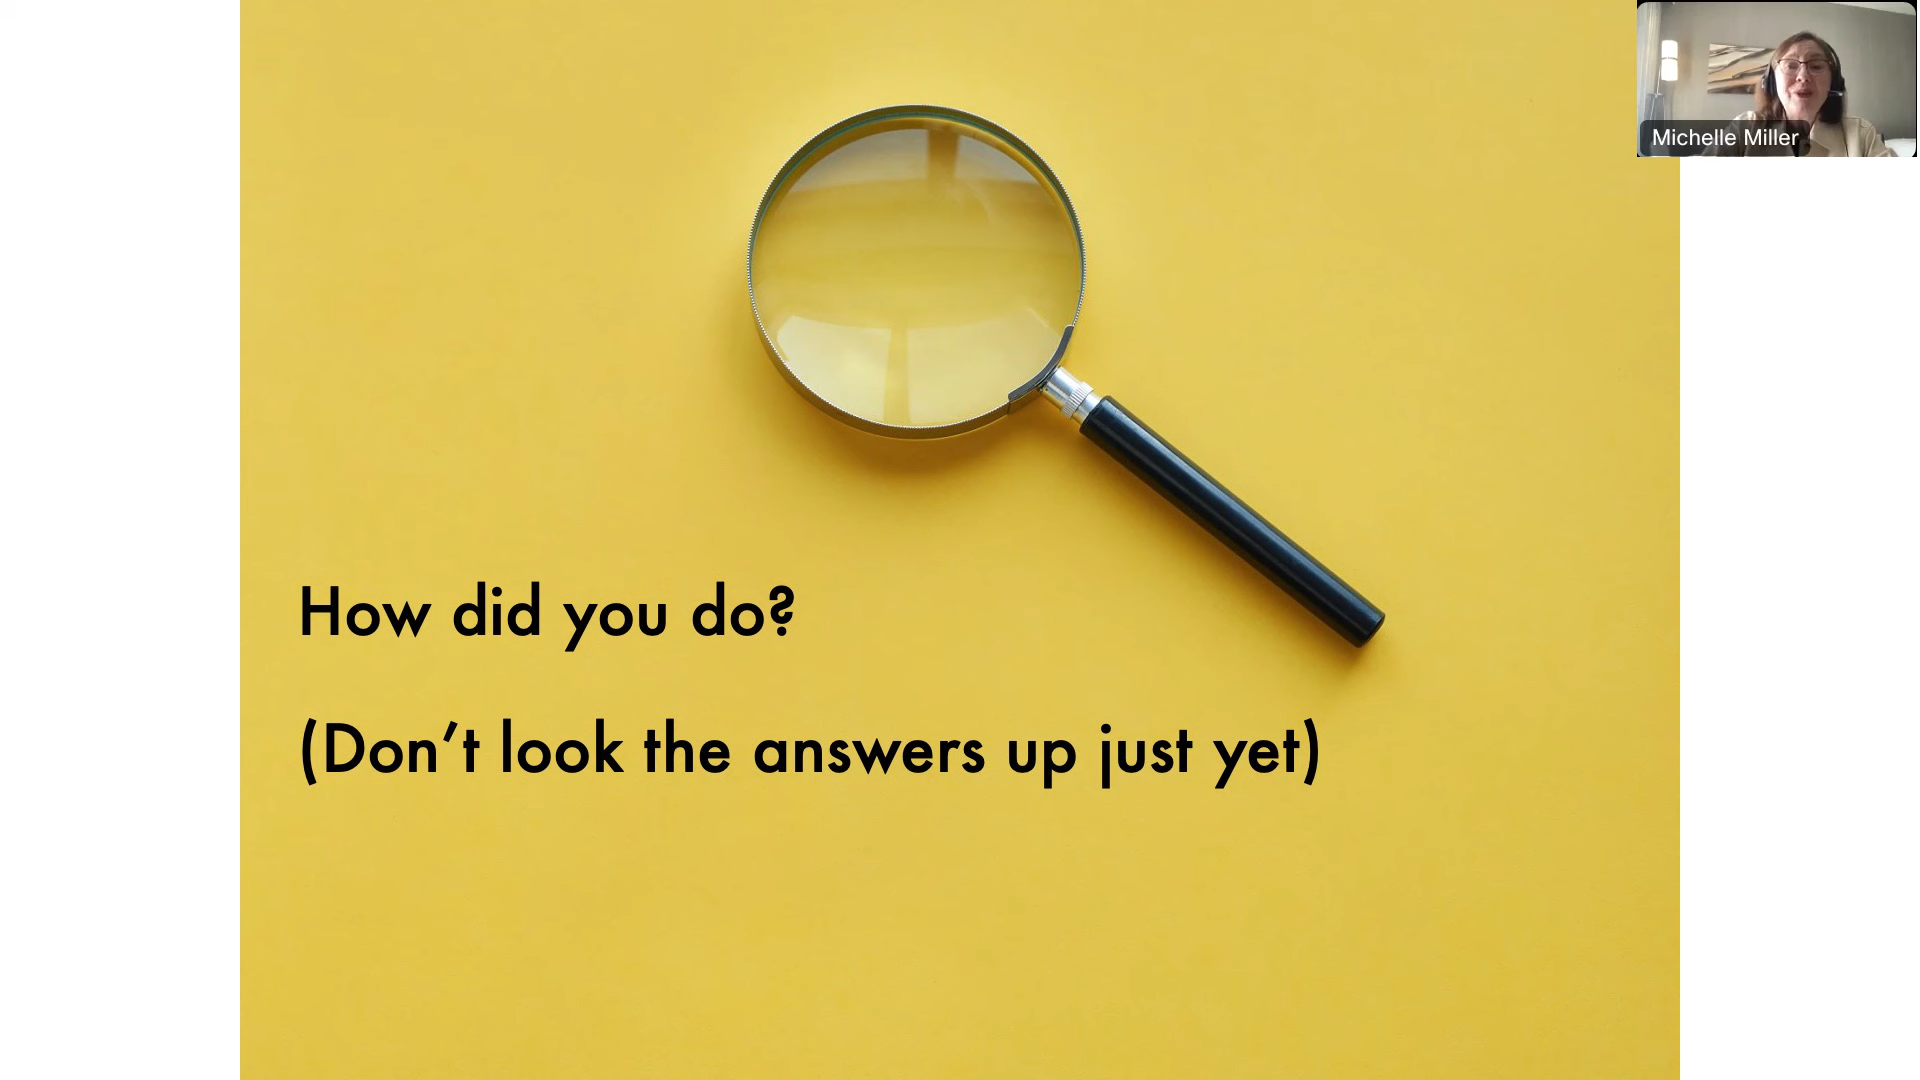 Michelle Miller
How did you do?
(Don’t look the answers up just yet)